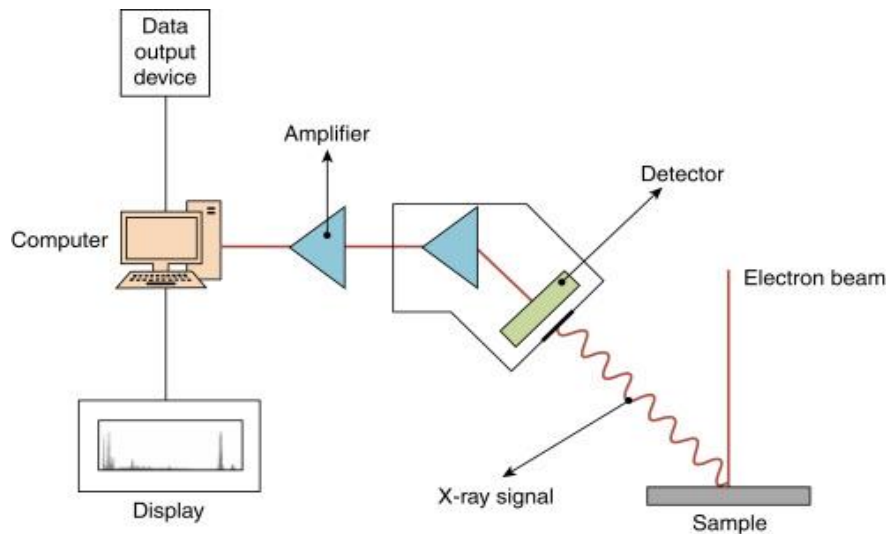 Data
output
device
Amplifier
Detector
Computer
Electron beam
X-ray signal
Display
Sample